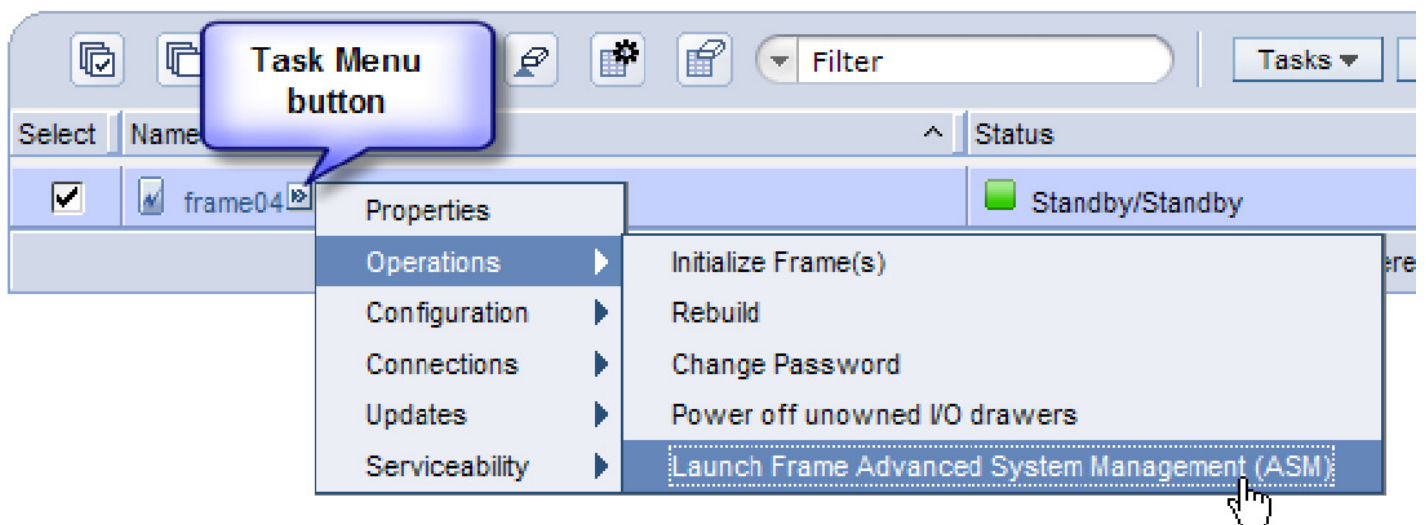 Task Menu
button
Filter
Tasks
Select Name Status
frame04 Standby/Standby
Properties
Operations Initialize Frame(s)
Configuration Rebuild
Connections Change Password
Updates Power off unowned I/O drawers
Serviceability Launch Frame Advanced System Management (ASM)